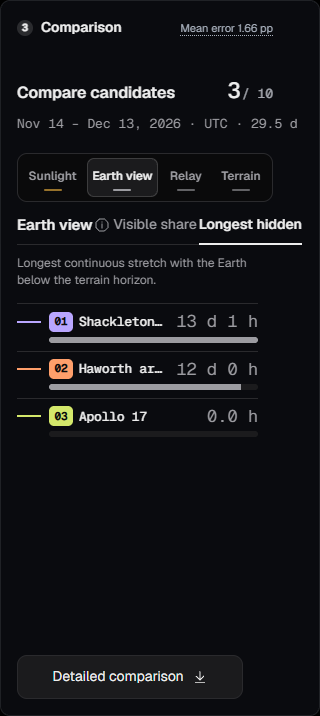 3 Comparison Mean error 1.66 pp
Compare candidates 3 / 10
Nov 14 – Dec 13, 2026 · UTC · 29.5 d
Sunlight Earth view Relay Terrain
Earth view ⓘ Visible share Longest hidden
Longest continuous stretch with the Earth
below the terrain horizon.
01 Shackleton… 13 d 1 h
02 Haworth ar… 12 d 0 h
03 Apollo 17 0.0 h
Detailed comparison